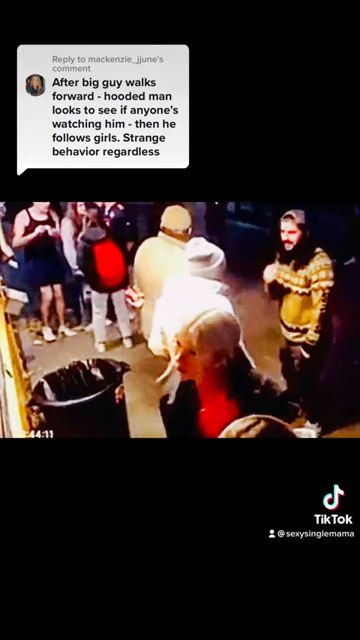 Reply to mackenzie_jjune's
comment
After big guy walks
forward - hooded man
looks to see if anyone's
watching him - then he
follows girls. Strange
behavior regardless
:44:11
TikTok
@sexysinglemama